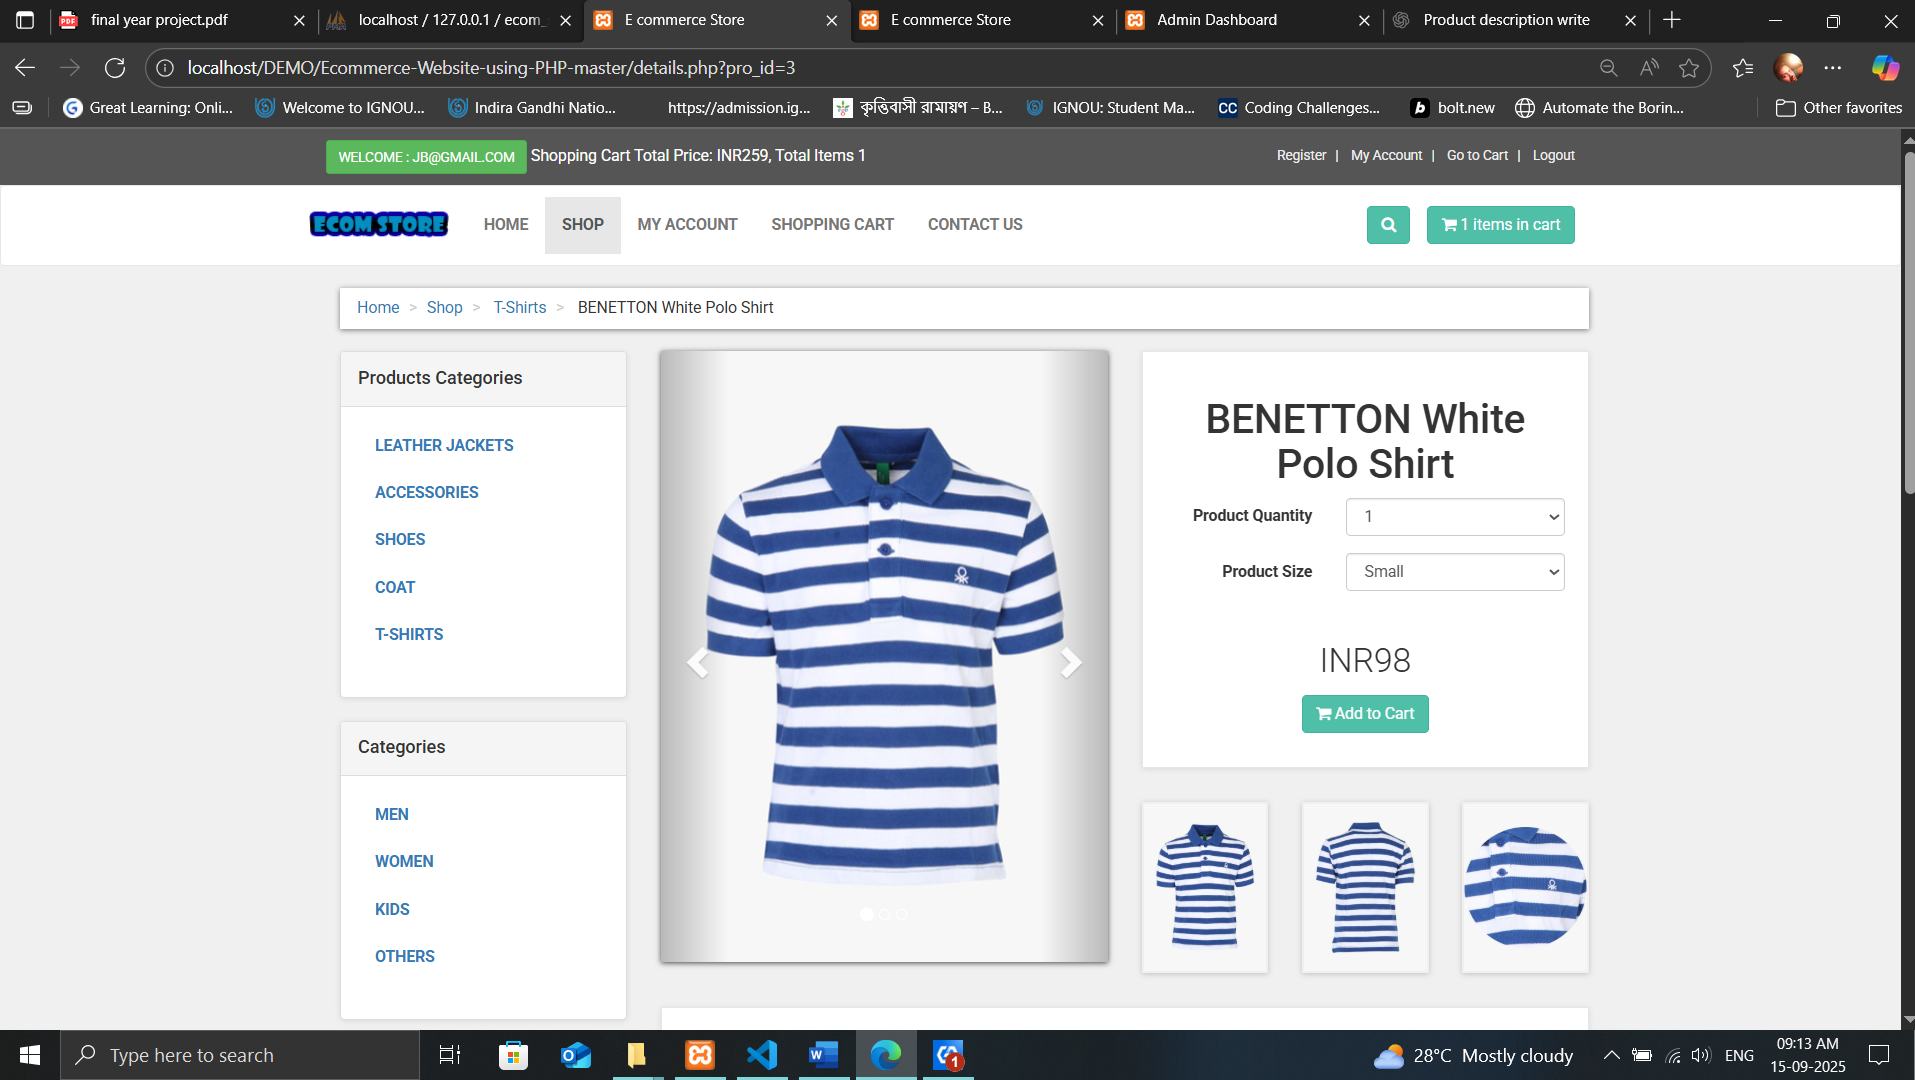 final year project.pdf
localhost / 127.0.0.1 / ecom_
E commerce Store
E commerce Store
Admin Dashboard
Product description write
localhost/DEMO/Ecommerce-Website-using-PHP-master/details.php?pro_id=3
Great Learning: Onli...
Welcome to IGNOU...
Indira Gandhi Natio...
https://admission.ig...
কৃত্তিবাসী রামায়ণ – B...
IGNOU: Student Ma...
CC Coding Challenges...
b bolt.new
Automate the Borin...
Other favorites
WELCOME : JB@GMAIL.COM Shopping Cart Total Price: INR259, Total Items 1
Register | My Account | Go to Cart | Logout
ECOM STORE
HOME
SHOP
MY ACCOUNT
SHOPPING CART
CONTACT US
1 items in cart
Home > Shop > T-Shirts > BENETTON White Polo Shirt
Products Categories
LEATHER JACKETS
ACCESSORIES
SHOES
COAT
T-SHIRTS
Categories
MEN
WOMEN
KIDS
OTHERS
BENETTON White
Polo Shirt
Product Quantity
1
Product Size
Small
INR98
Add to Cart
Type here to search
1
28°C Mostly cloudy
ENG
09:13 AM
15-09-2025